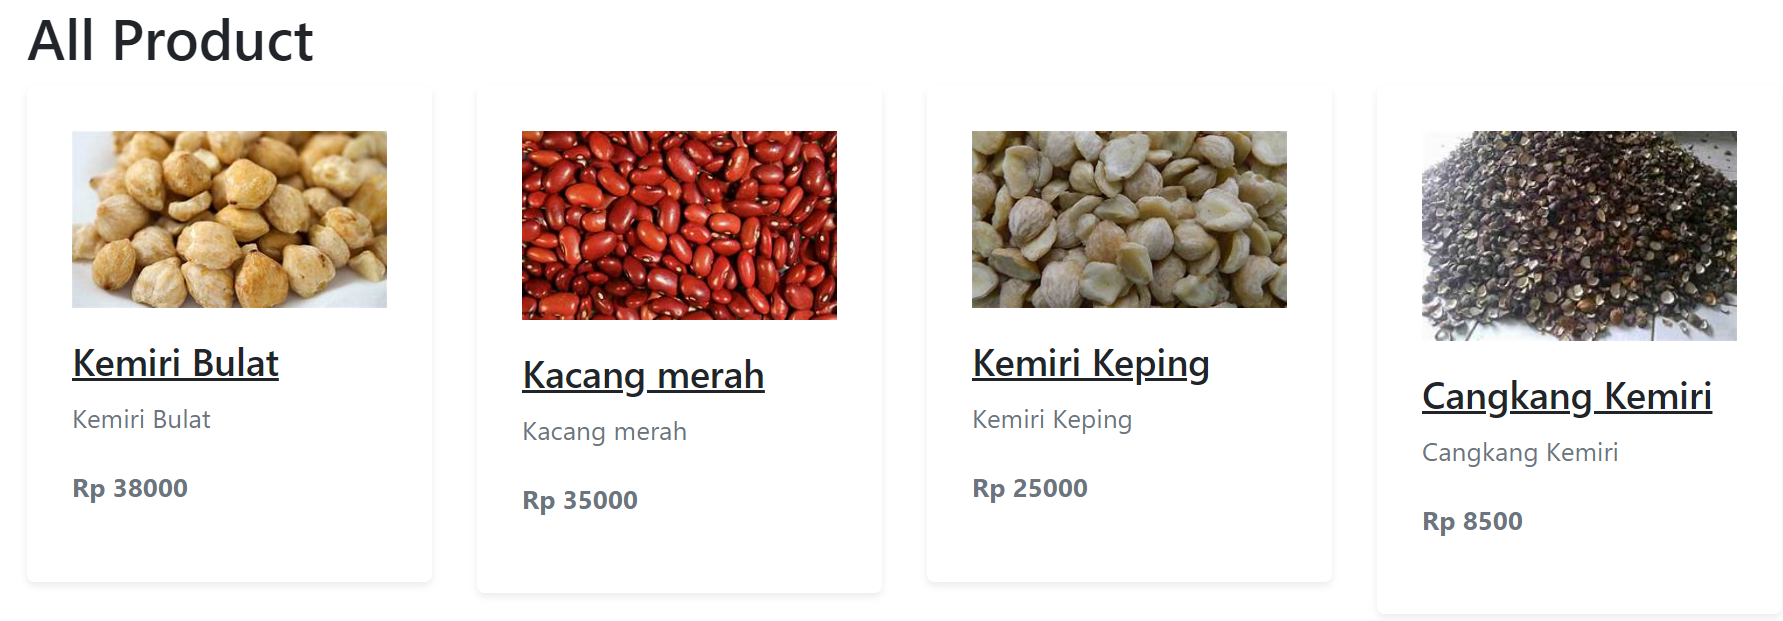 All Product
Kemiri Bulat
Kemiri Bulat
Rp 38000
Kacang merah
Kacang merah
Rp 35000
Kemiri Keping
Kemiri Keping
Rp 25000
Cangkang Kemiri
Cangkang Kemiri
Rp 8500